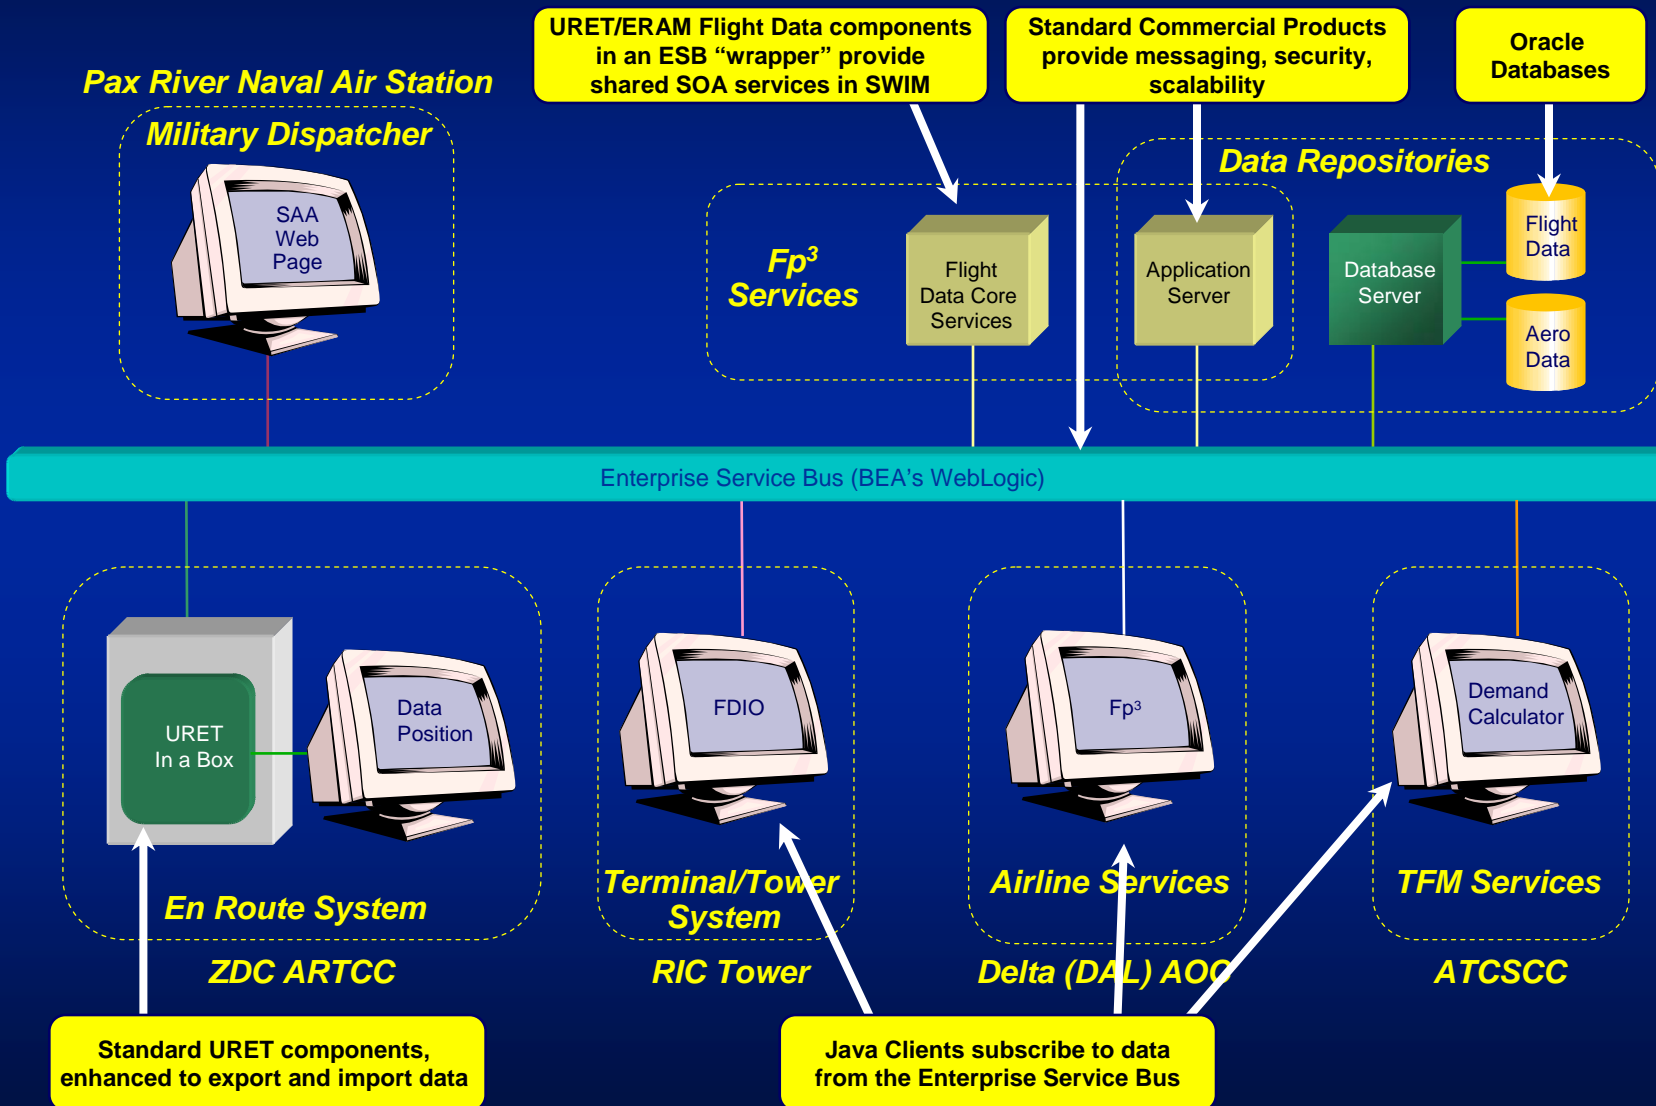 URET/ERAM Flight Data components
in an ESB “wrapper” provide
shared SOA services in SWIM
Standard Commercial Products
provide messaging, security,
scalability
Oracle
Databases
Pax River Naval Air Station
Military Dispatcher
SAA
Web
Page
Data Repositories
Fp³
Services
Flight
Data Core
Services
Application
Server
Database
Server
Flight
Data
Aero
Data
Enterprise Service Bus (BEA's WebLogic)
URET
In a Box
Data
Position
En Route System
ZDC ARTCC
FDIO
Terminal/Tower
System
RIC Tower
Fp³
Airline Services
Delta (DAL) AOC
Demand
Calculator
TFM Services
ATCSCC
Standard URET components,
enhanced to export and import data
Java Clients subscribe to data
from the Enterprise Service Bus